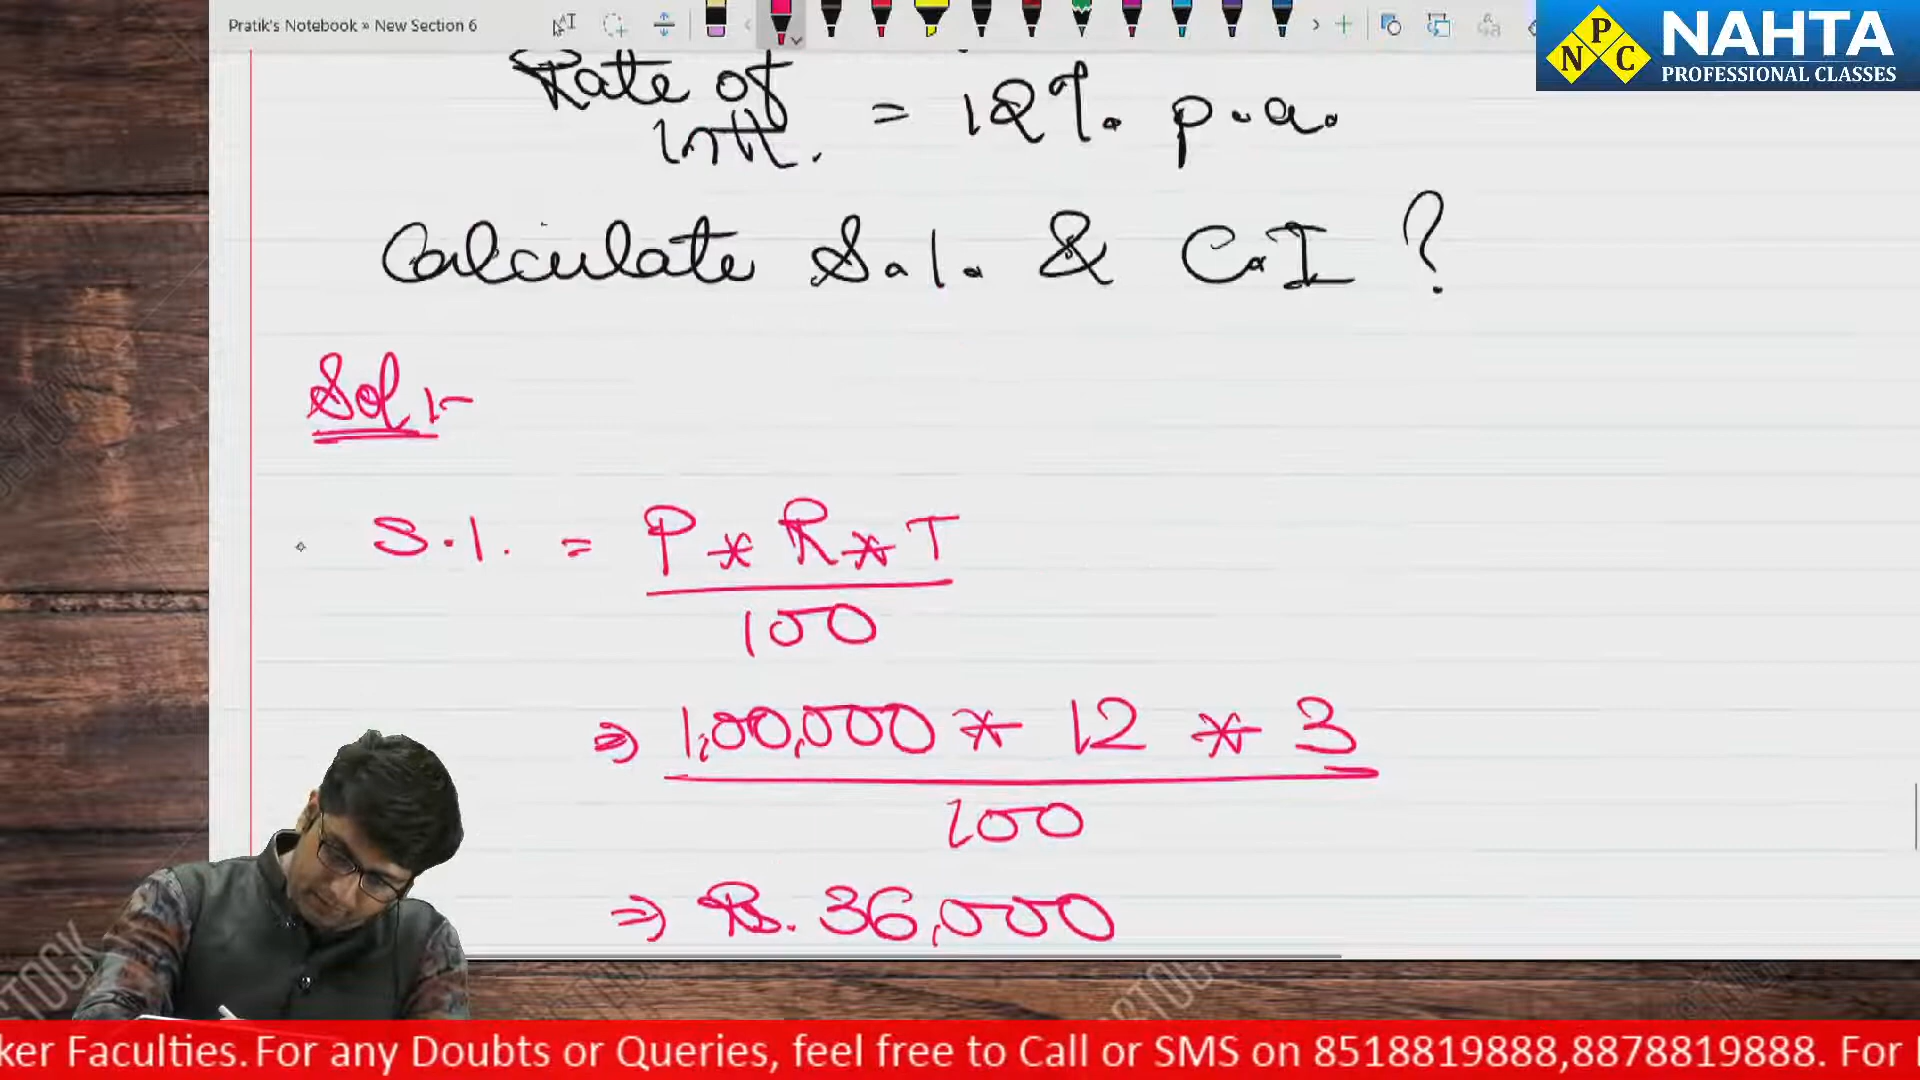 Pratik's Notebook » New Section 6
NPC
NAHTA
PROFESSIONAL CLASSES
Rate of
Intt. = 12%. p.a.
Calculate S.I. & C.I ?
Sol :-
S.I. = P * R * T
100
⇒ 1,00,000 * 12 * 3
100
⇒ Rs. 36,000
ker Faculties. For any Doubts or Queries, feel free to Call or SMS on 8518819888,8878819888. For